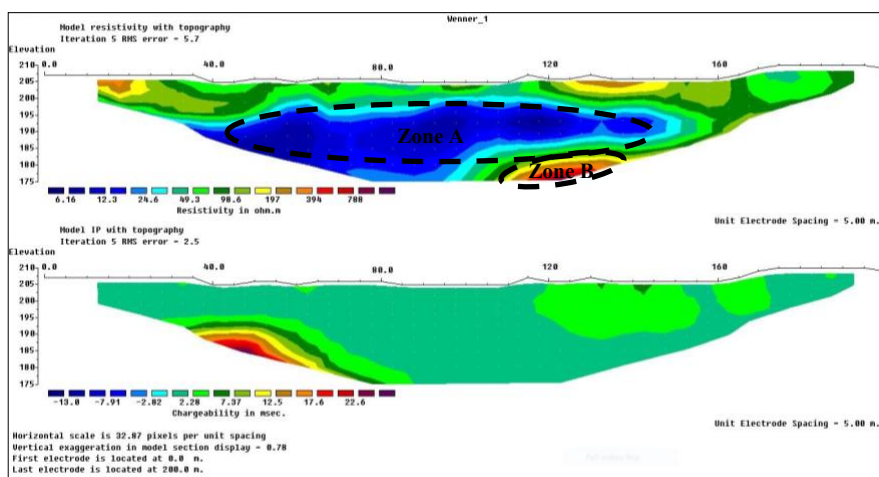 Wenner_1
Model resistivity with topography
Iteration 5 RMS error = 5.7
Elevation
210
205
200
195
190
185
180
175
0.0 40.0 80.0 120 160
Zone A
Zone B
6.16 12.3 24.6 49.3 98.6 197 394 788
Resistivity in ohm.m
Unit Electrode Spacing = 5.00 m.
Model IP with topography
Iteration 5 RMS error = 2.5
Elevation
210
205
200
195
190
185
180
175
0.0 40.0 80.0 120 160
-13.0 -7.91 -2.82 2.28 7.37 12.5 17.6 22.6
Chargeability in msec.
Unit Electrode Spacing = 5.00 m.
Horizontal scale is 32.87 pixels per unit spacing
Vertical exaggeration in model section display = 0.78
First electrode is located at 0.0 m.
Last electrode is located at 200.0 m.